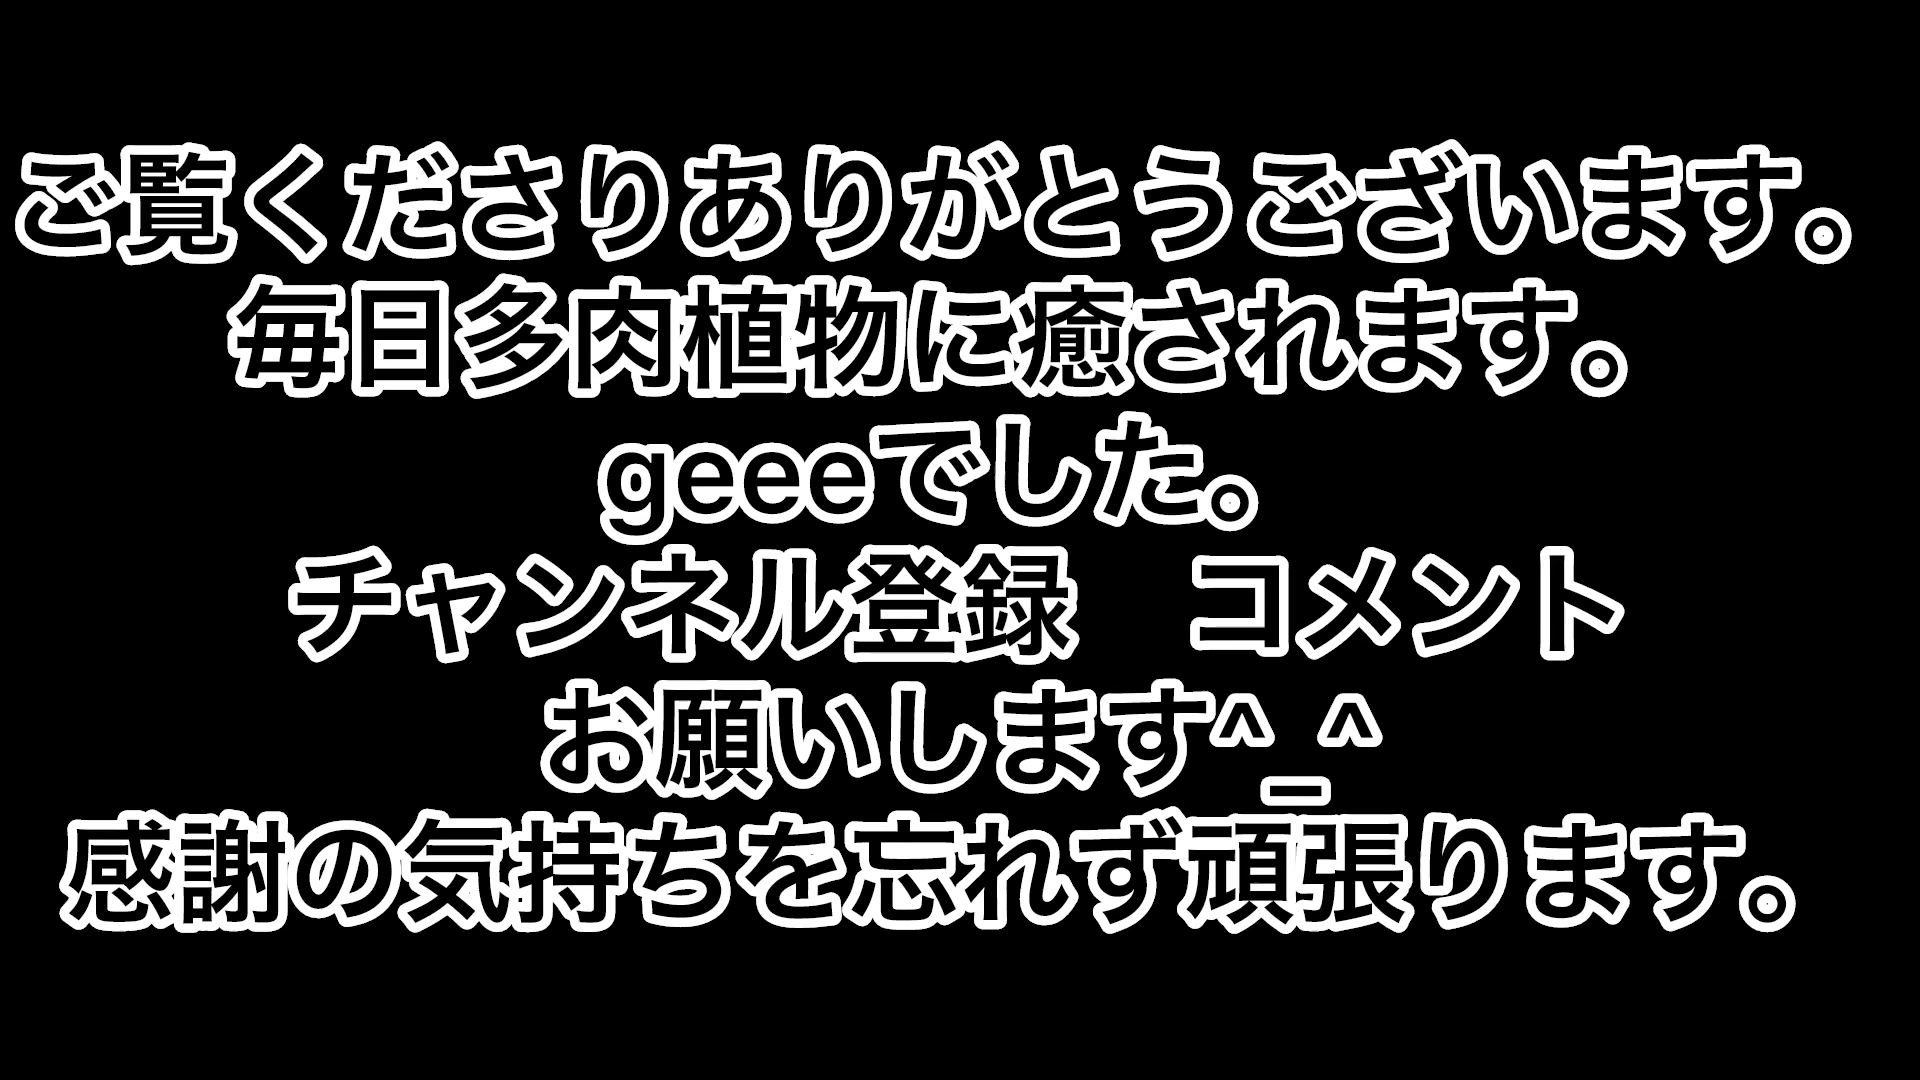 ご覧くださりありがとうございます。
毎日多肉植物に癒されます。
geeeでした。
チャンネル登録　コメント
お願いします^_^
感謝の気持ちを忘れず頑張ります。